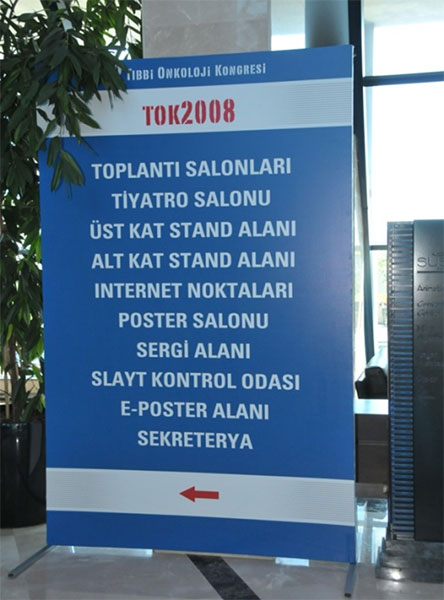 TIBBI ONKOLOJI KONGRESI
TOK2008
TOPLANTI SALONLARI
TİYATRO SALONU
ÜST KAT STAND ALANI
ALT KAT STAND ALANI
INTERNET NOKTALARI
POSTER SALONU
SERGİ ALANI
SLAYT KONTROL ODASI
E-POSTER ALANI
SEKRETERYA